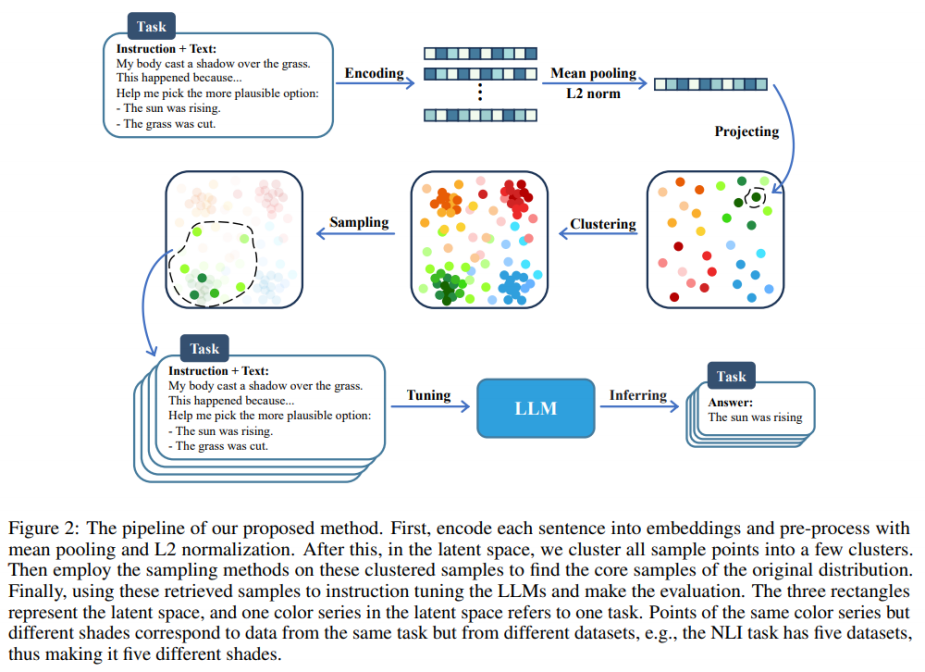 Task
Instruction + Text:
My body cast a shadow over the grass.
This happened because...
Help me pick the more plausible option:
- The sun was rising.
- The grass was cut.
Encoding
Mean pooling
L2 norm
Projecting
Clustering
Sampling
Task
Instruction + Text:
My body cast a shadow over the grass.
This happened because...
Help me pick the more plausible option:
- The sun was rising.
- The grass was cut.
Tuning
LLM
Inferring
Task
Answer:
The sun was rising
Figure 2: The pipeline of our proposed method. First, encode each sentence into embeddings and pre-process with
mean pooling and L2 normalization. After this, in the latent space, we cluster all sample points into a few clusters.
Then employ the sampling methods on these clustered samples to find the core samples of the original distribution.
Finally, using these retrieved samples to instruction tuning the LLMs and make the evaluation. The three rectangles
represent the latent space, and one color series in the latent space refers to one task. Points of the same color series but
different shades correspond to data from the same task but from different datasets, e.g., the NLI task has five datasets,
thus making it five different shades.